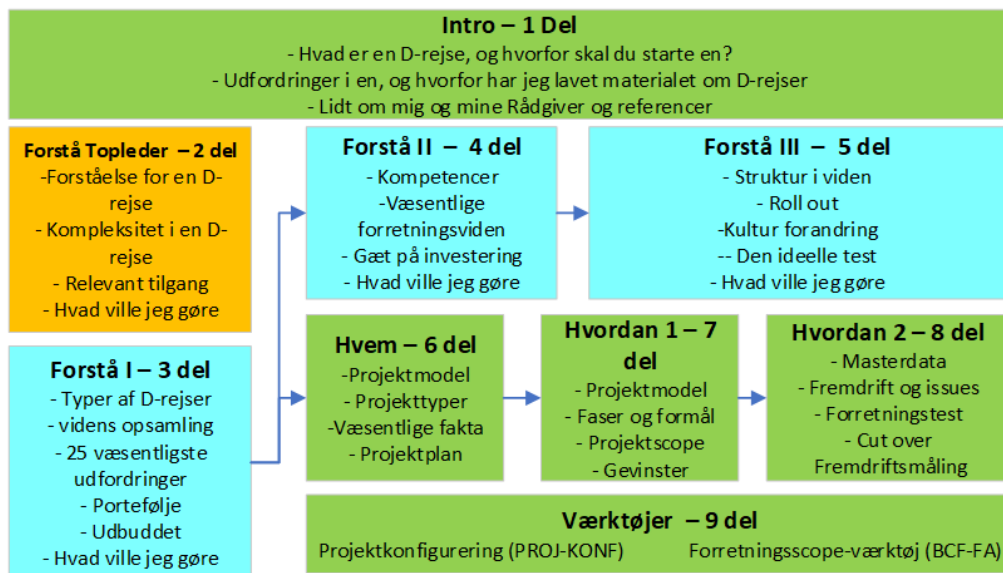 Intro – 1 Del
- Hvad er en D-rejse, og hvorfor skal du starte en?
- Udfordringer i en, og hvorfor har jeg lavet materialet om D-rejser
- Lidt om mig og mine Rådgiver og referencer
Forstå Topleder – 2 del
-Forståelse for en D-
rejse
- Kompleksitet i en D-
rejse
- Relevant tilgang
- Hvad ville jeg gøre
Forstå I – 3 del
- Typer af D-rejser
- videns opsamling
- 25 væsentligste
udfordringer
- Portefølje
- Udbuddet
- Hvad ville jeg gøre
Forstå II – 4 del
- Kompetencer
-Væsentlige
forretningsviden
- Gæt på investering
- Hvad ville jeg gøre
Forstå III – 5 del
- Struktur i viden
- Roll out
-Kultur forandring
-- Den ideelle test
- Hvad ville jeg gøre
Hvem – 6 del
-Projektmodel
- Projekttyper
-Væsentlige fakta
- Projektplan
Hvordan 1 – 7
del
- Projektmodel
- Faser og formål
- Projektscope
- Gevinster
Hvordan 2 – 8 del
- Masterdata
- Fremdrift og issues
- Forretningstest
- Cut over
Fremdriftsmåling
Værktøjer – 9 del
Projektkonfigurering (PROJ-KONF) Forretningsscope-værktøj (BCF-FA)